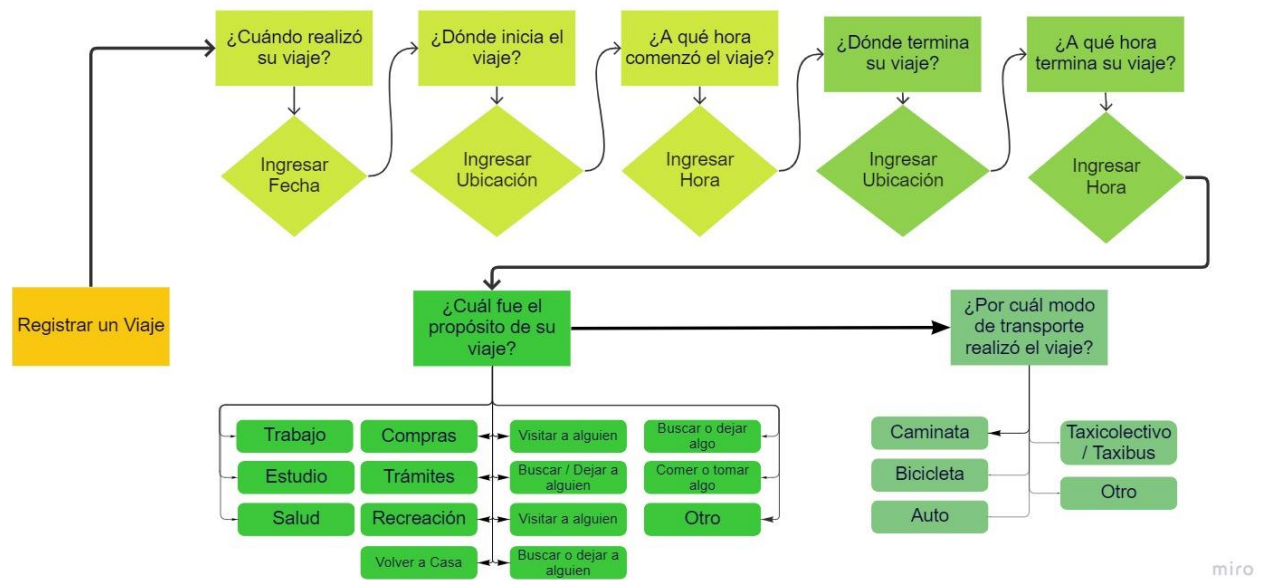 ¿Cuándo realizó
su viaje?
¿Dónde inicia el
viaje?
¿A qué hora
comenzó el viaje?
¿Dónde termina
su viaje?
¿A qué hora
termina su viaje?
Ingresar
Fecha
Ingresar
Ubicación
Ingresar
Hora
Ingresar
Ubicación
Ingresar
Hora
Registrar un Viaje
¿Cuál fue el
propósito de su
viaje?
¿Por cuál modo
de transporte
realizó el viaje?
Trabajo
Compras
Visitar a alguien
Buscar o dejar
algo
Estudio
Trámites
Buscar / Dejar a
alguien
Comer o tomar
algo
Salud
Recreación
Visitar a alguien
Otro
Volver a Casa
Buscar o dejar a
alguien
Caminata
Taxicolectivo
/ Taxibus
Bicicleta
Otro
Auto
miro